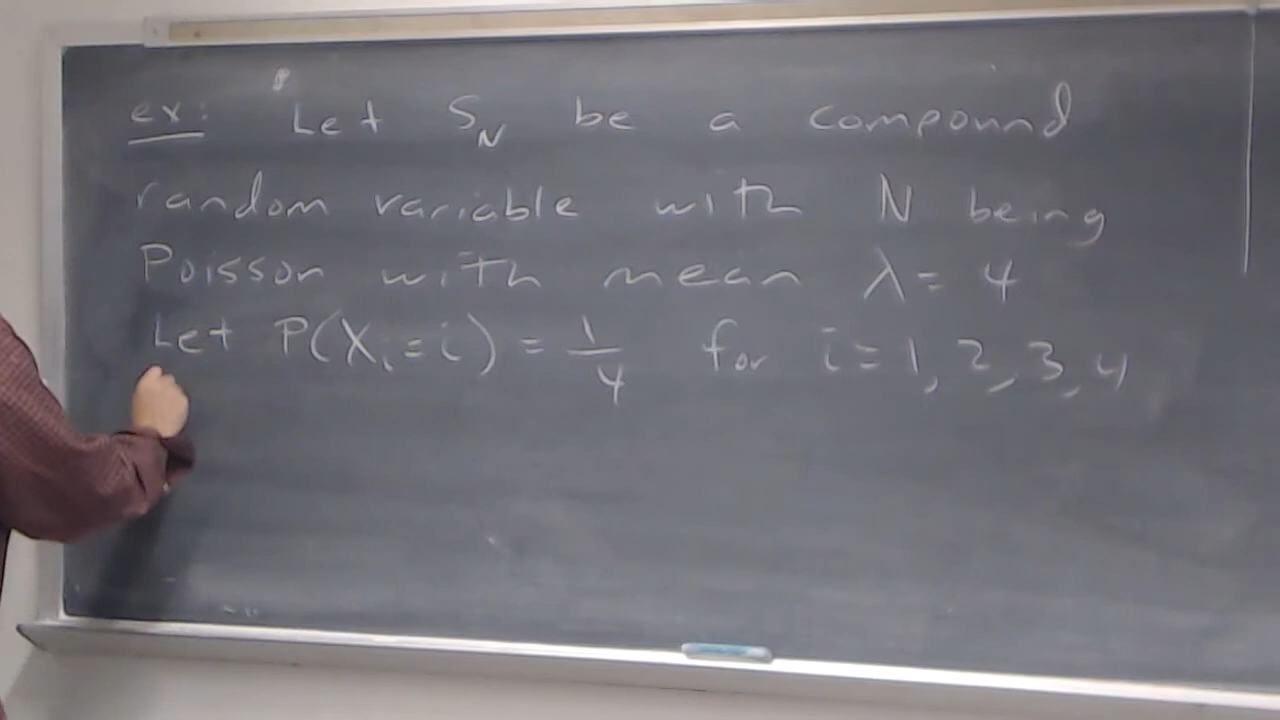 ex: Let S_N be a compound
random variable with N being
Poisson with mean λ = 4
Let P(X_i = i) = 1/4 for i = 1, 2, 3, 4